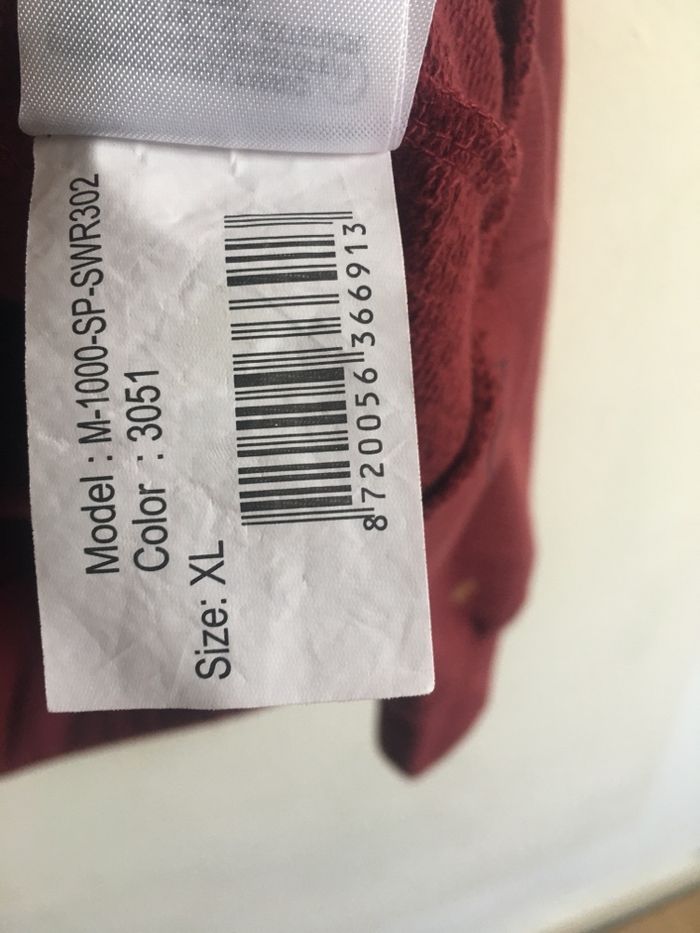 Model : M-1000-SP-SWR302
Color : 3051
Size: XL
8720056366913